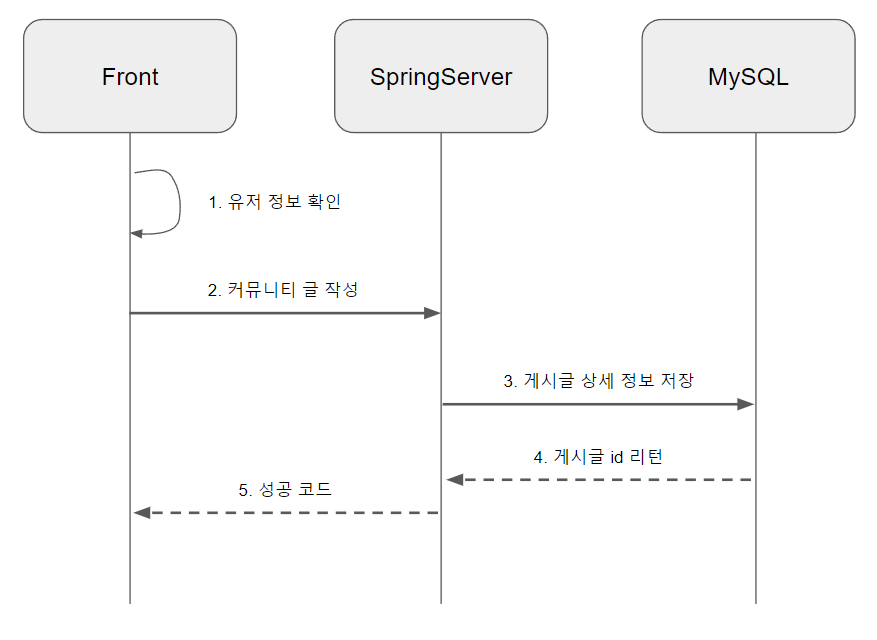 Front
SpringServer
MySQL
1. 유저 정보 확인
2. 커뮤니티 글 작성
3. 게시글 상세 정보 저장
4. 게시글 id 리턴
5. 성공 코드